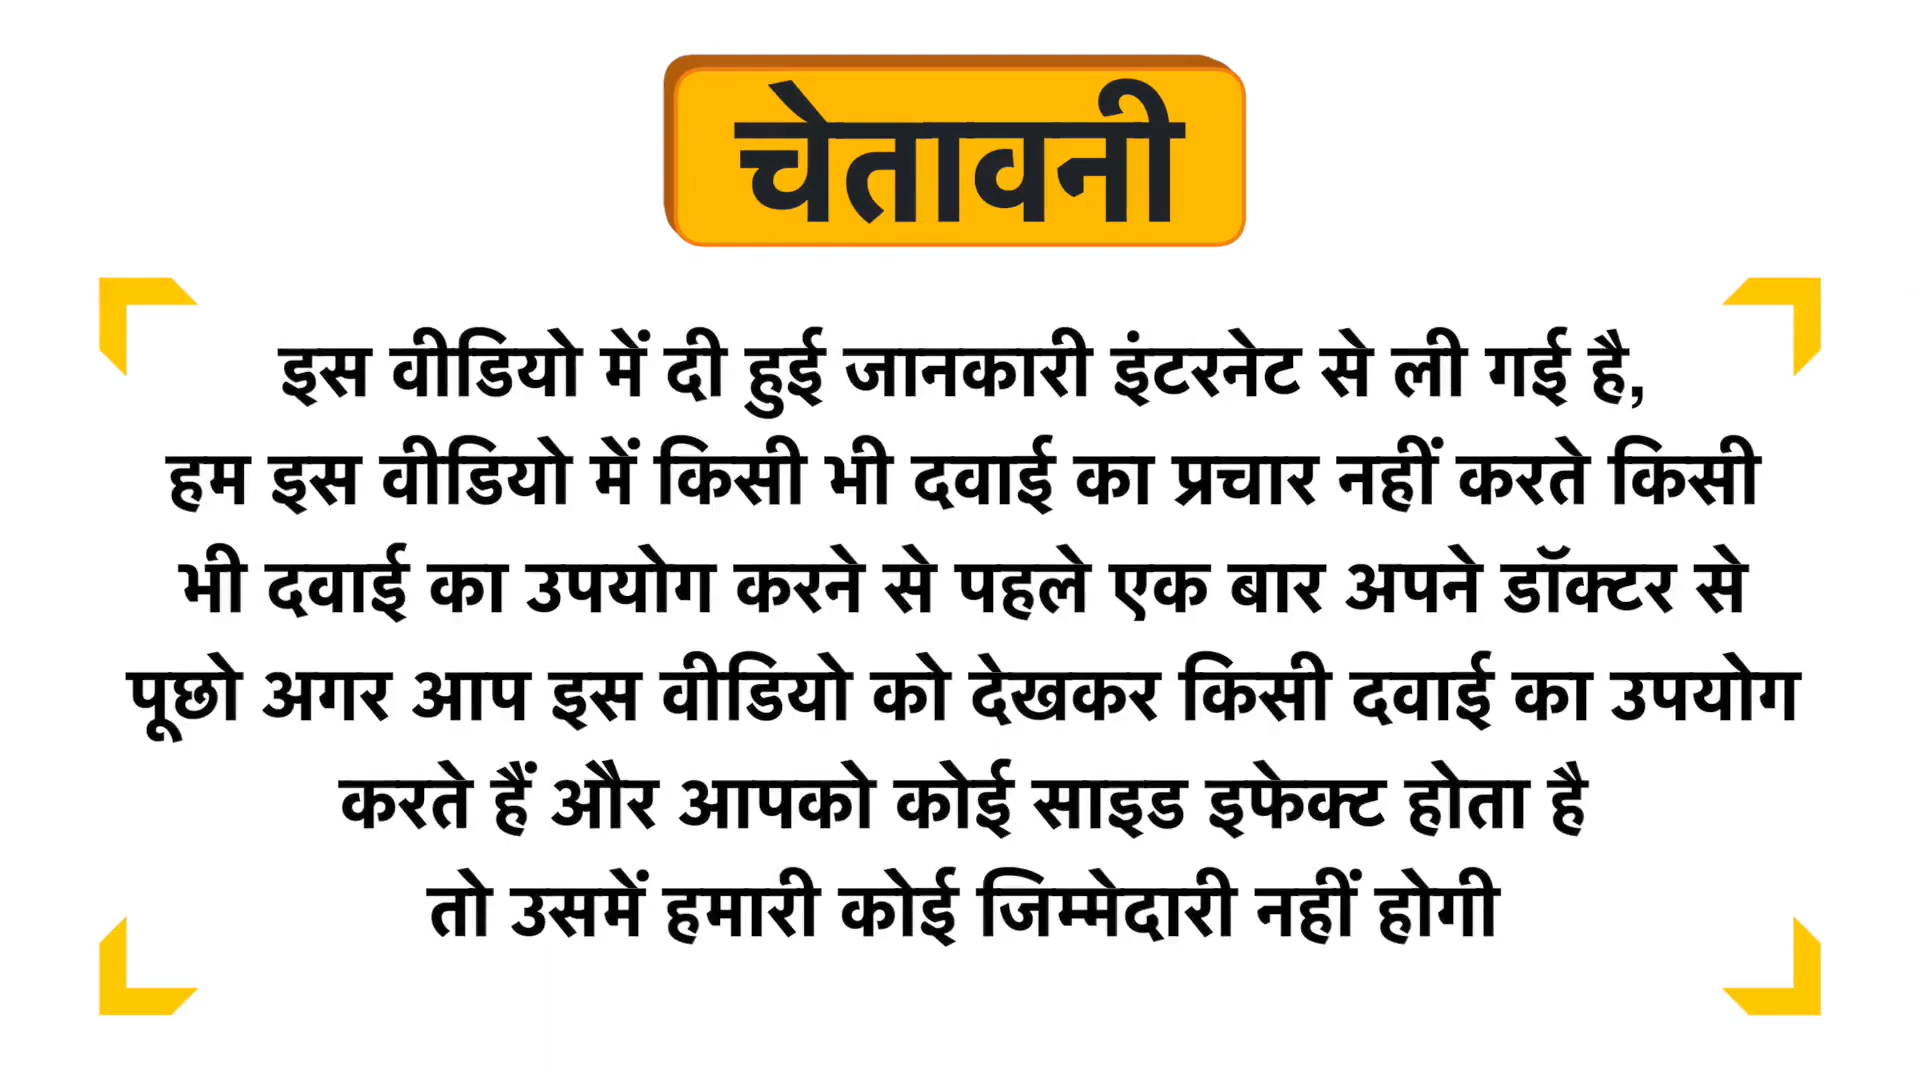 चेतावनी
इस वीडियो में दी हुई जानकारी इंटरनेट से ली गई है,
हम इस वीडियो में किसी भी दवाई का प्रचार नहीं करते किसी
भी दवाई का उपयोग करने से पहले एक बार अपने डॉक्टर से
पूछो अगर आप इस वीडियो को देखकर किसी दवाई का उपयोग
करते हैं और आपको कोई साइड इफेक्ट होता है
तो उसमें हमारी कोई जिम्मेदारी नहीं होगी